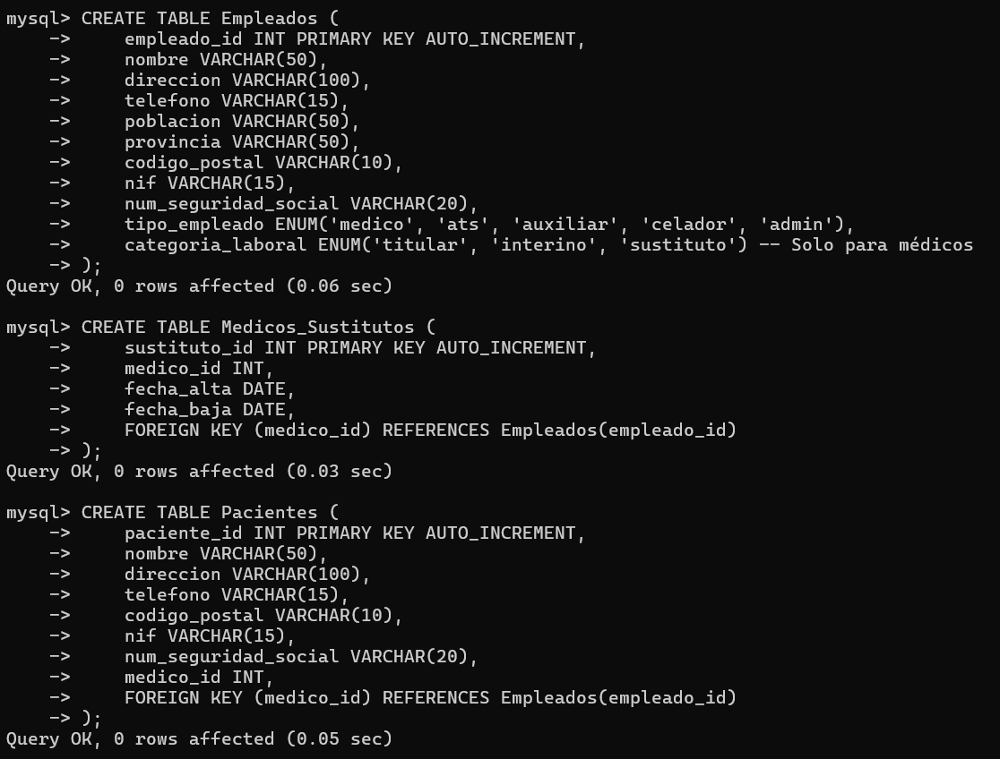 mysql> CREATE TABLE Empleados (
    ->     empleado_id INT PRIMARY KEY AUTO_INCREMENT,
    ->     nombre VARCHAR(50),
    ->     direccion VARCHAR(100),
    ->     telefono VARCHAR(15),
    ->     poblacion VARCHAR(50),
    ->     provincia VARCHAR(50),
    ->     codigo_postal VARCHAR(10),
    ->     nif VARCHAR(15),
    ->     num_seguridad_social VARCHAR(20),
    ->     tipo_empleado ENUM('medico', 'ats', 'auxiliar', 'celador', 'admin'),
    ->     categoria_laboral ENUM('titular', 'interino', 'sustituto') -- Solo para médicos
    -> );
Query OK, 0 rows affected (0.06 sec)

mysql> CREATE TABLE Medicos_Sustitutos (
    ->     sustituto_id INT PRIMARY KEY AUTO_INCREMENT,
    ->     medico_id INT,
    ->     fecha_alta DATE,
    ->     fecha_baja DATE,
    ->     FOREIGN KEY (medico_id) REFERENCES Empleados(empleado_id)
    -> );
Query OK, 0 rows affected (0.03 sec)

mysql> CREATE TABLE Pacientes (
    ->     paciente_id INT PRIMARY KEY AUTO_INCREMENT,
    ->     nombre VARCHAR(50),
    ->     direccion VARCHAR(100),
    ->     telefono VARCHAR(15),
    ->     codigo_postal VARCHAR(10),
    ->     nif VARCHAR(15),
    ->     num_seguridad_social VARCHAR(20),
    ->     medico_id INT,
    ->     FOREIGN KEY (medico_id) REFERENCES Empleados(empleado_id)
    -> );
Query OK, 0 rows affected (0.05 sec)